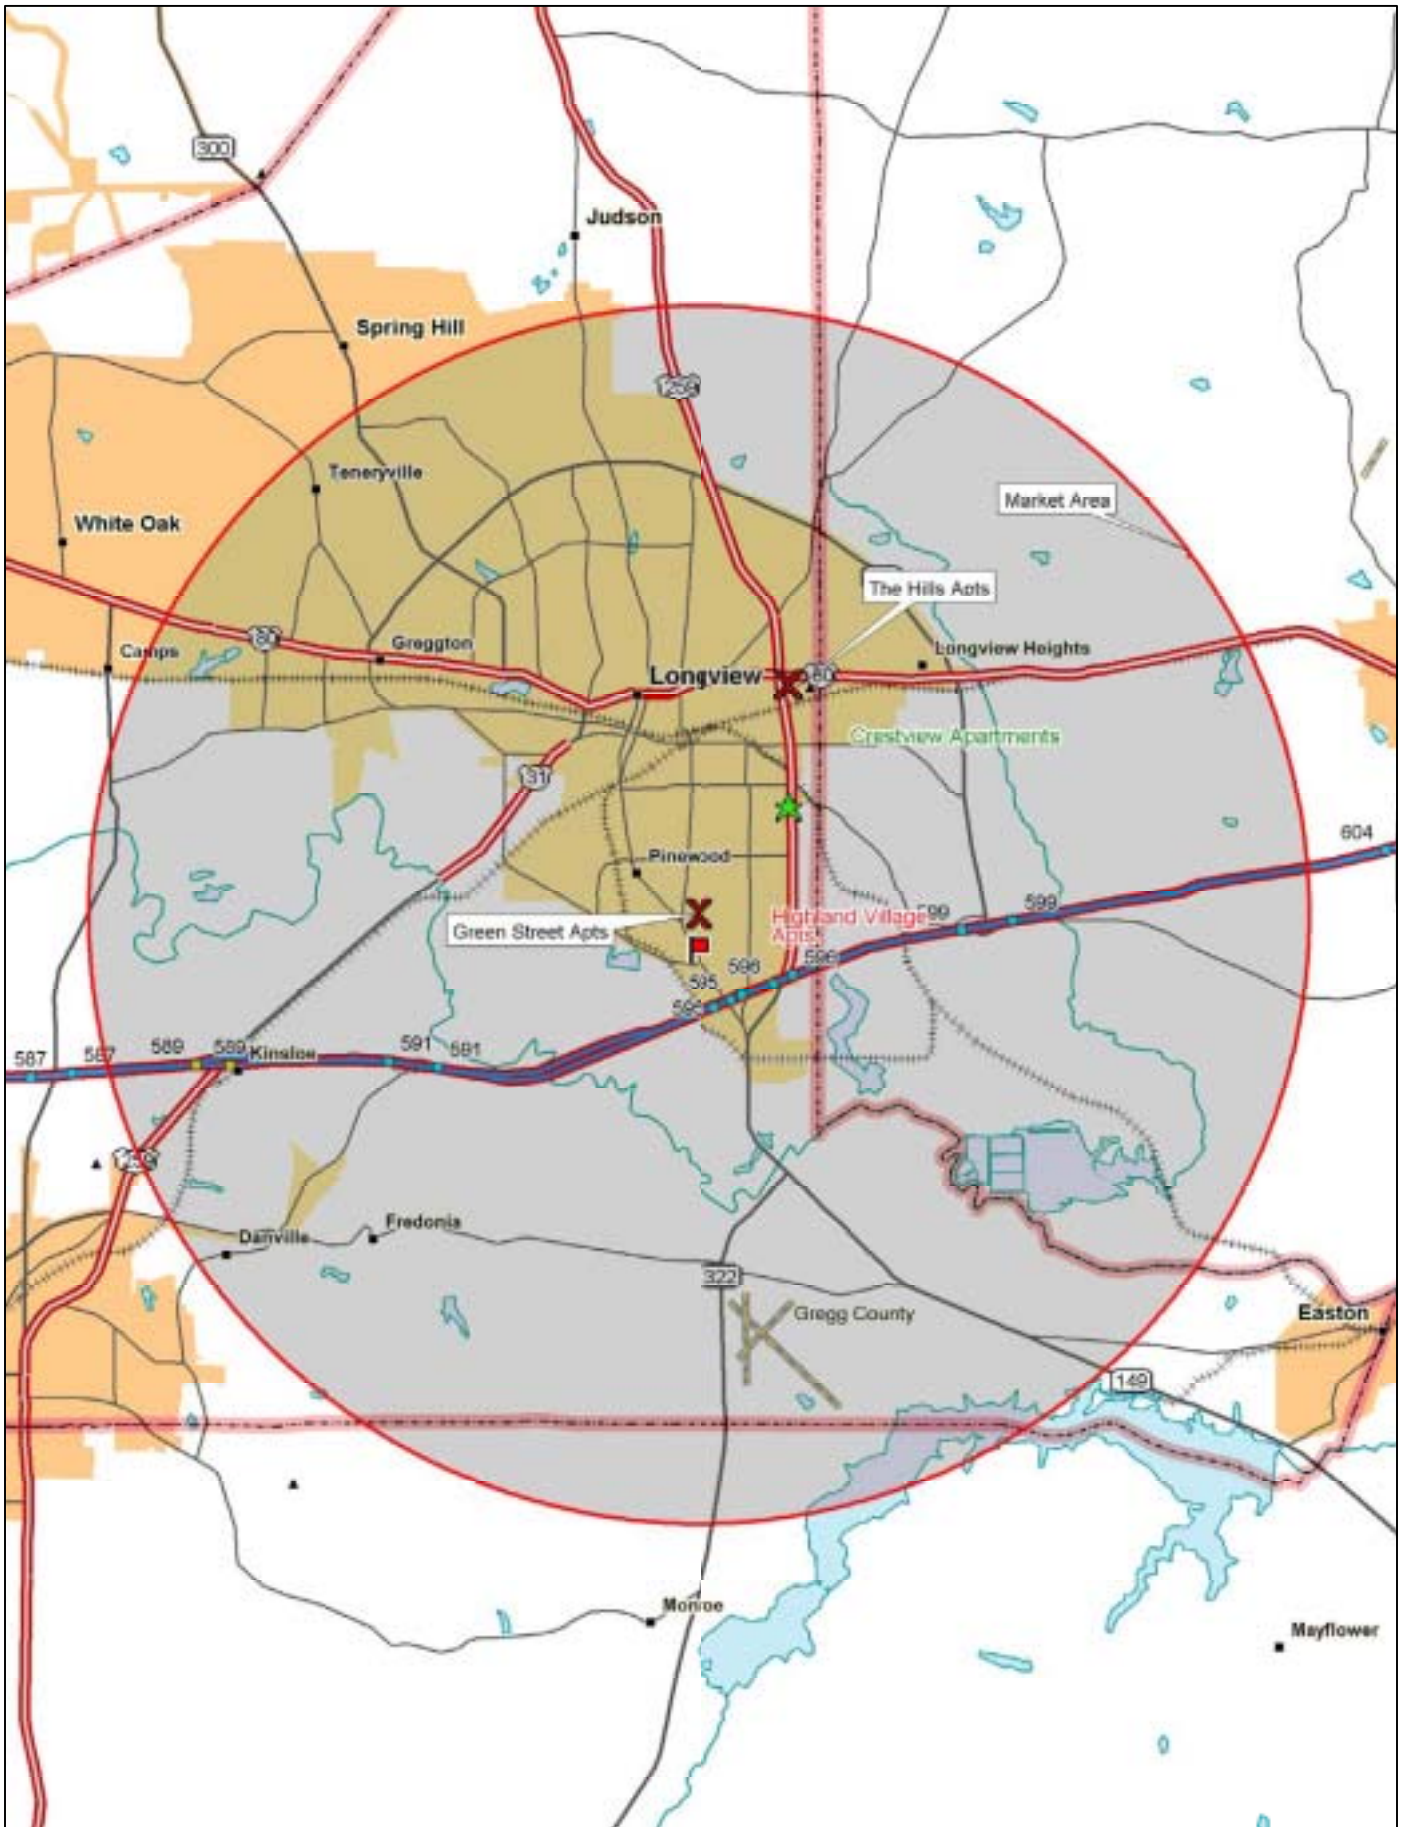 300
Judson
Spring Hill
259
Teneryville
Market Area
White Oak
The Hills Apts
Greggton
80
Camps
Longview Heights
Longview
80
Crestview Apartments
31
604
Pinewood
Highland Village
Apts
599
599
Green Street Apts
596
596
595
595
587
587
589
589
Kinsloe
591
591
259
Danville
Fredonia
322
Gregg County
Easton
149
Monroe
Mayflower